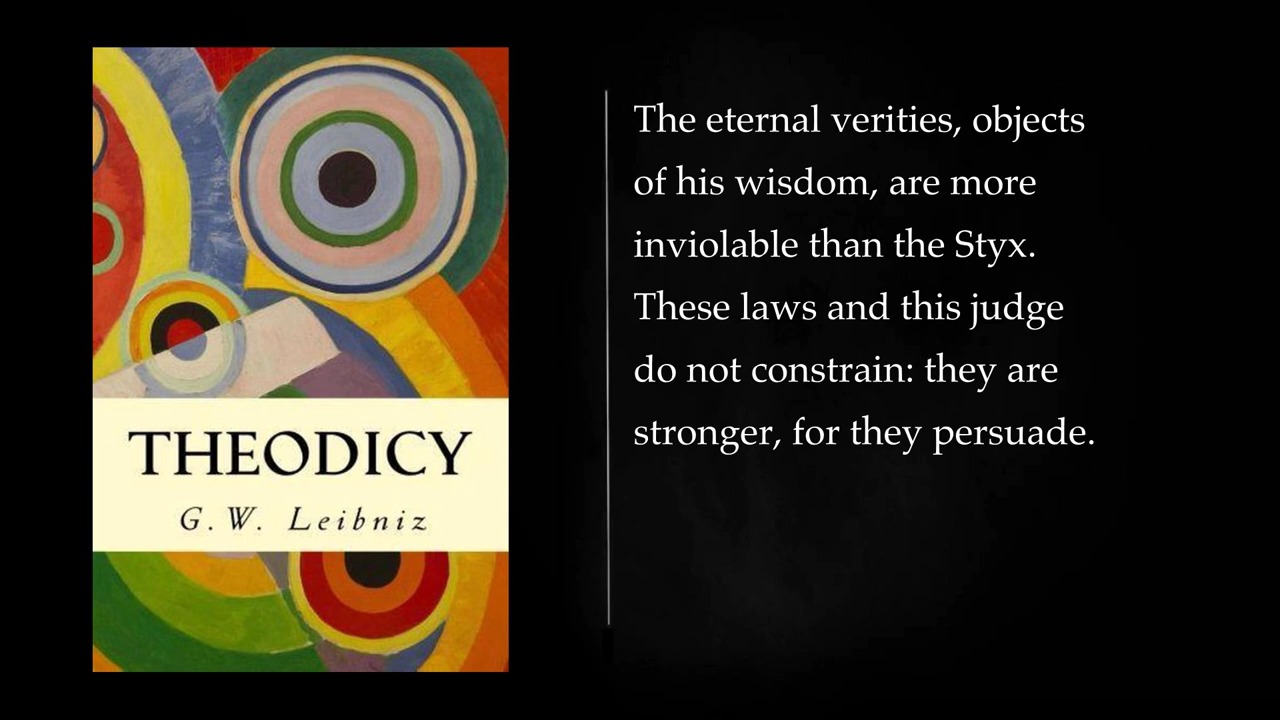 THEODICY
G. W. Leibniz
The eternal verities, objects
of his wisdom, are more
inviolable than the Styx.
These laws and this judge
do not constrain: they are
stronger, for they persuade.